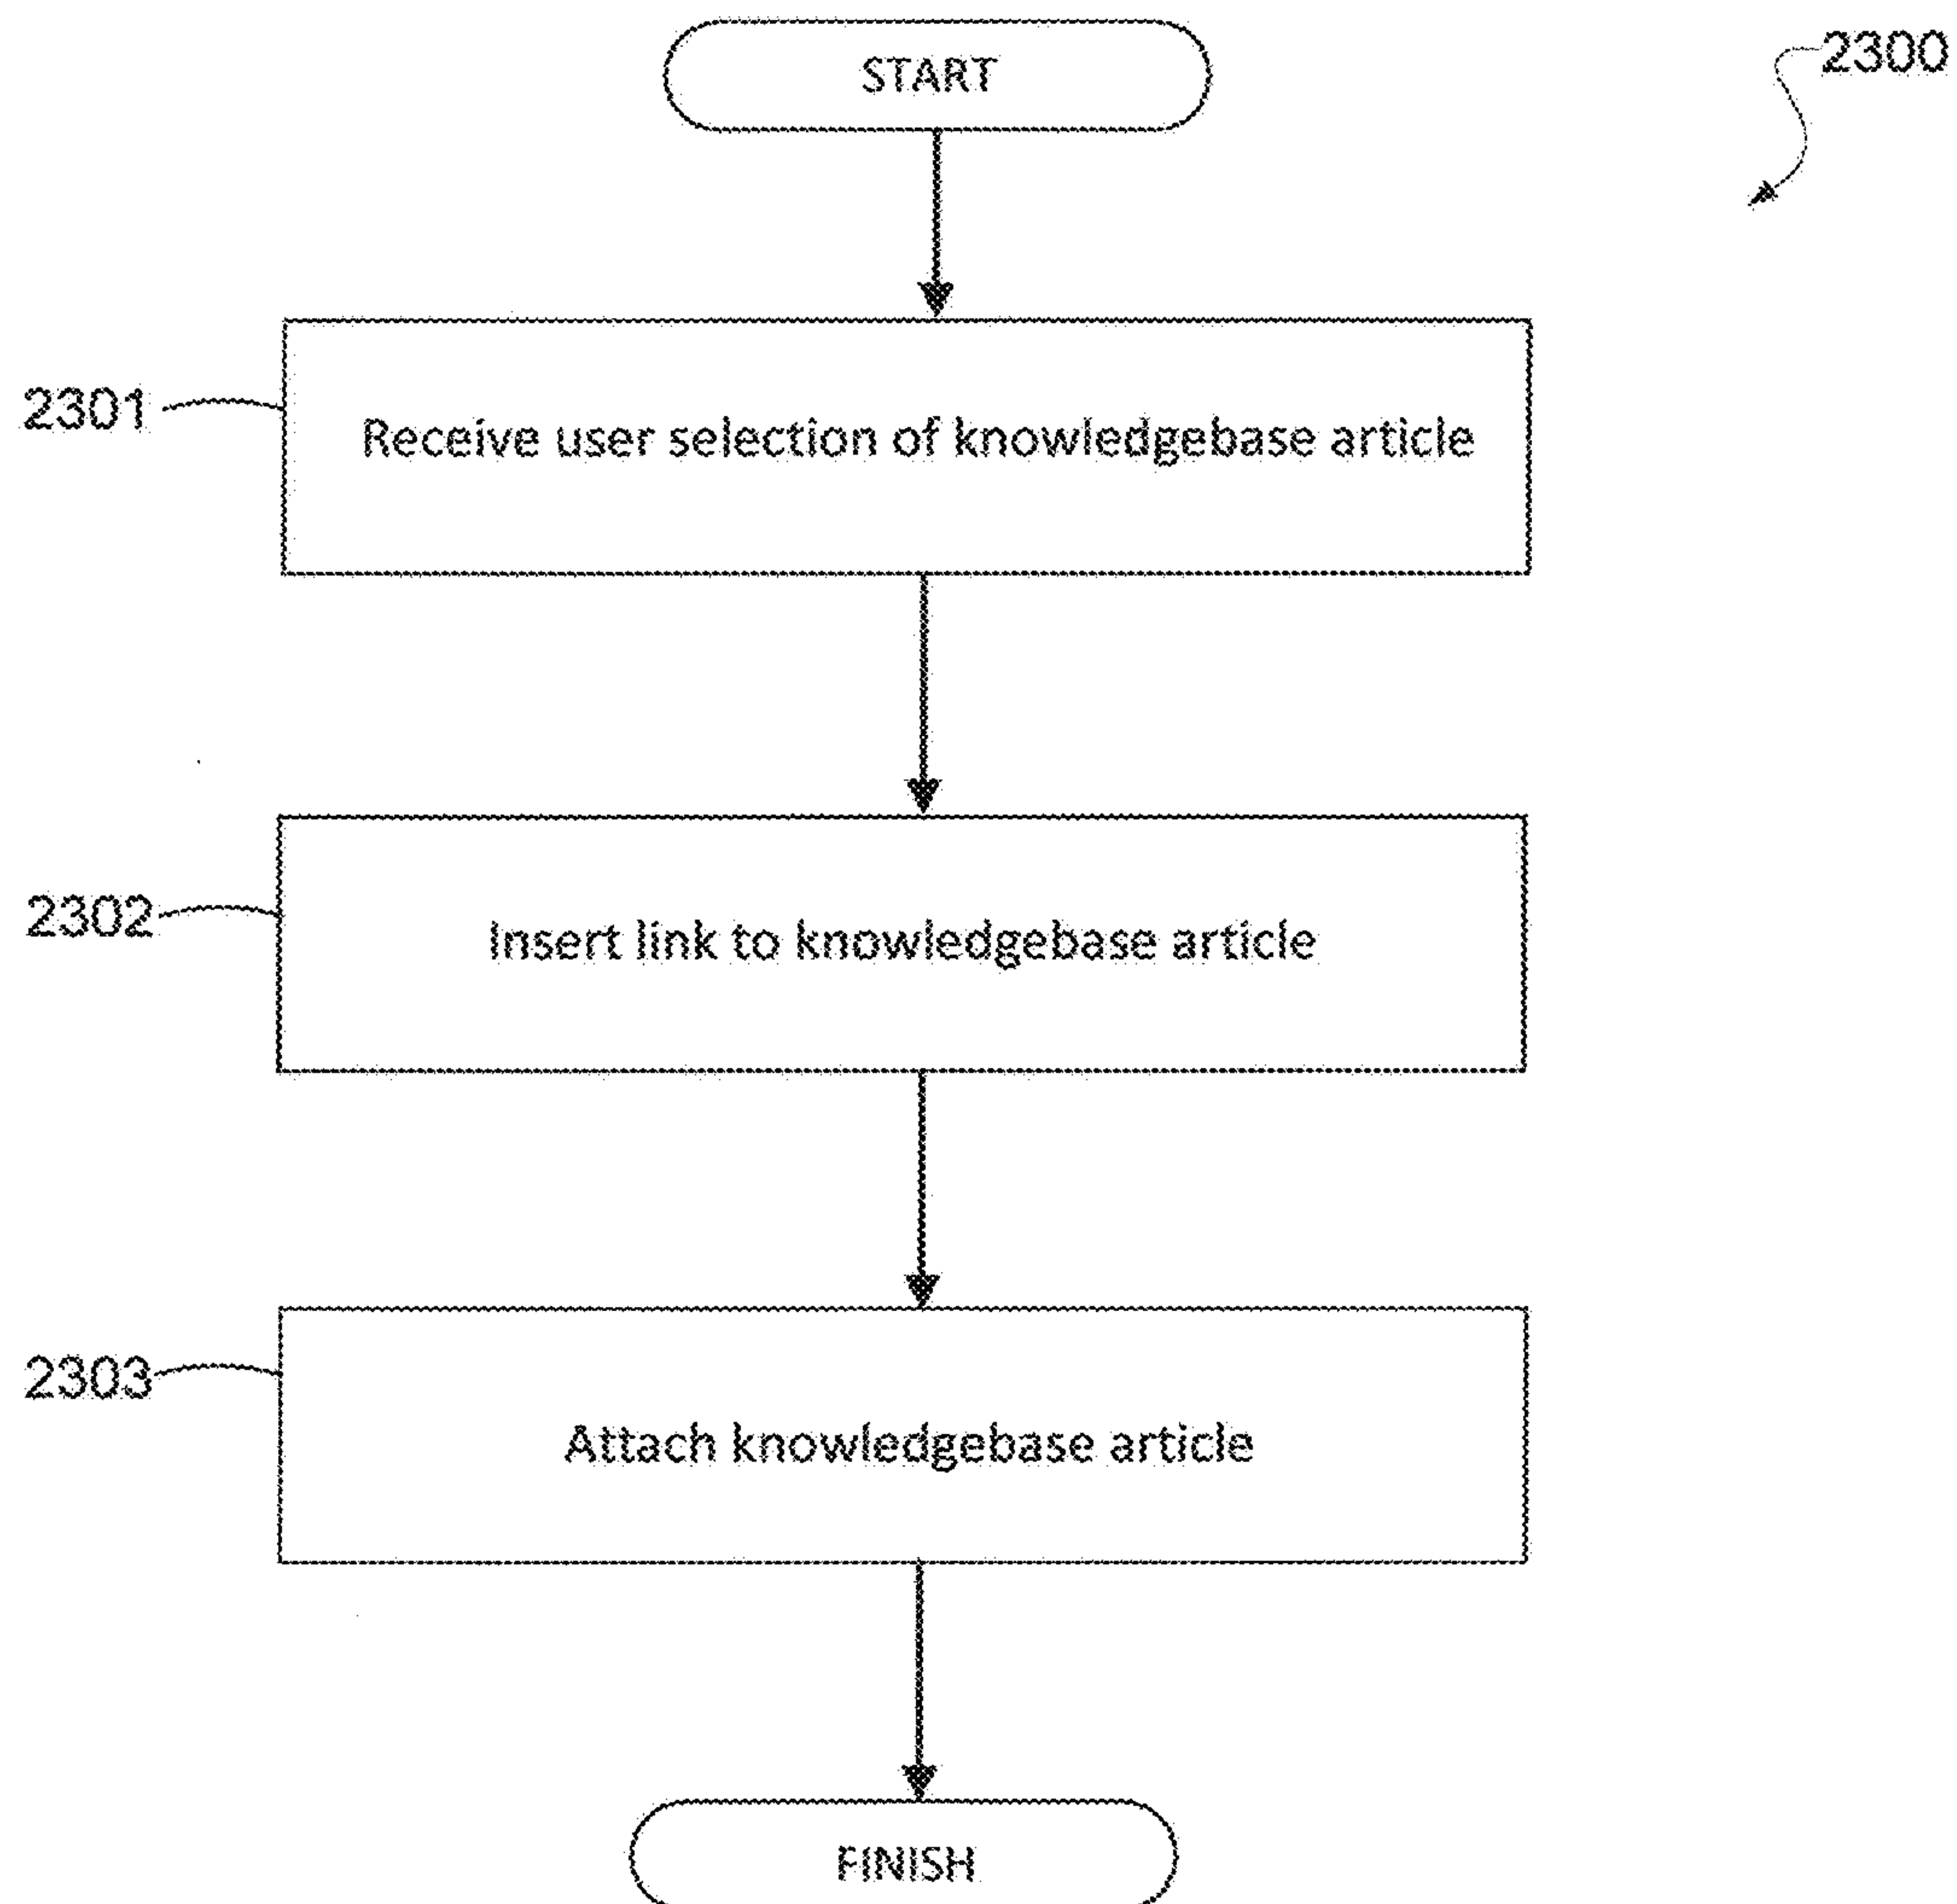 START
2300
2301
Receive user selection of knowledgebase article
2302
Insert link to knowledgebase article
2303
Attach knowledgebase article
FINISH